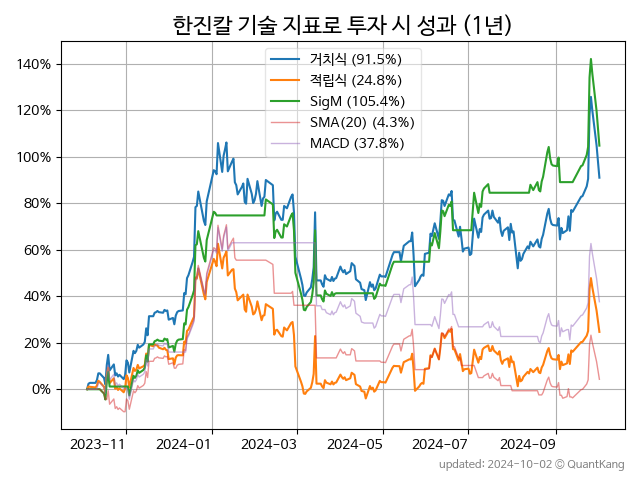 한진칼 기술 지표로 투자 시 성과 (1년)
거치식 (91.5%)
적립식 (24.8%)
SigM (105.4%)
SMA(20) (4.3%)
MACD (37.8%)
140%
120%
100%
80%
60%
40%
20%
0%
2023-11 2024-01 2024-03 2024-05 2024-07 2024-09
updated: 2024-10-02 © QuantKang